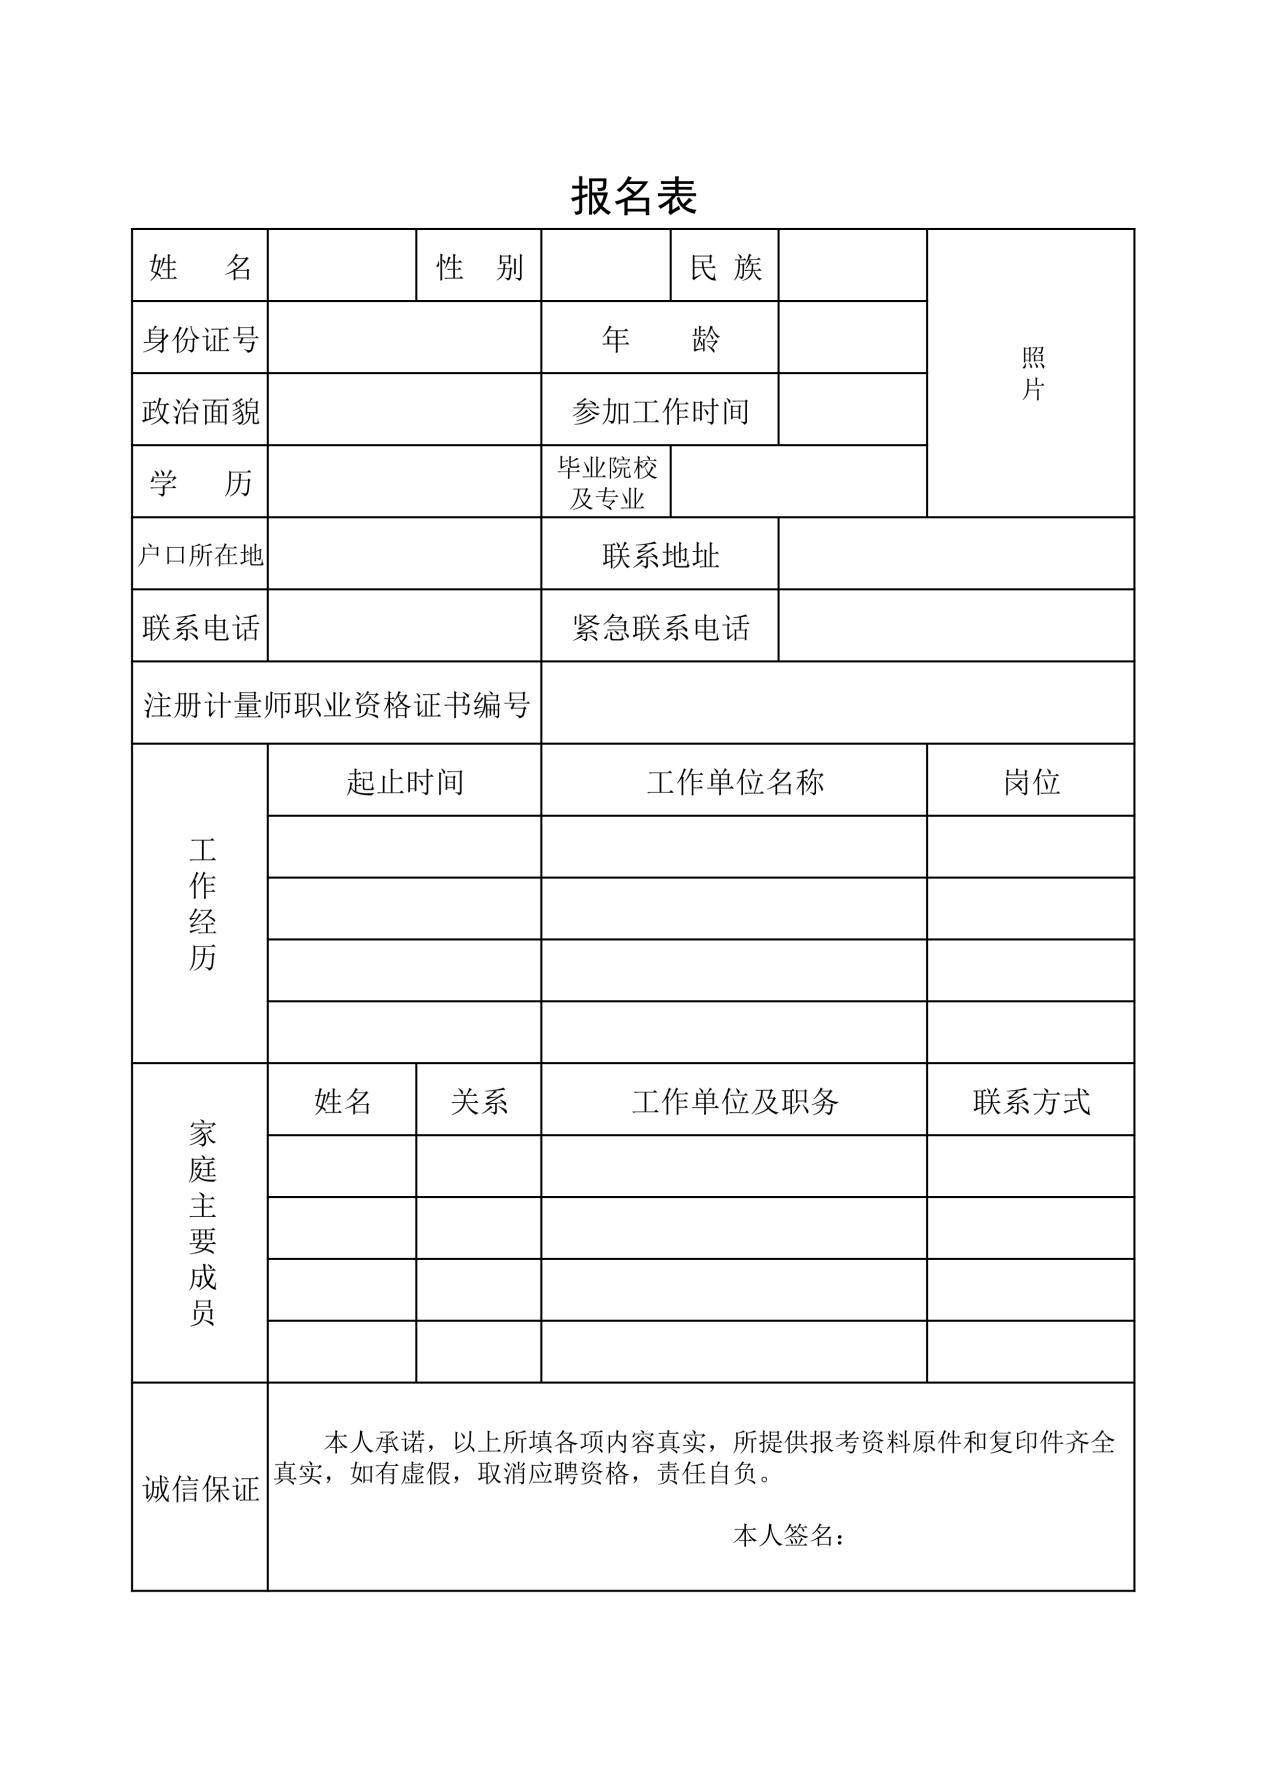 报名表
姓 名 性 别 民 族
照
片
身份证号 年 龄
政治面貌 参加工作时间
学 历 毕业院校
及专业
户口所在地 联系地址
联系电话 紧急联系电话
注册计量师职业资格证书编号
工
作
经
历
起止时间 工作单位名称 岗位
家
庭
主
要
成
员
姓名 关系 工作单位及职务 联系方式
诚信保证
本人承诺，以上所填各项内容真实，所提供报考资料原件和复印件齐全
真实，如有虚假，取消应聘资格，责任自负。
本人签名：